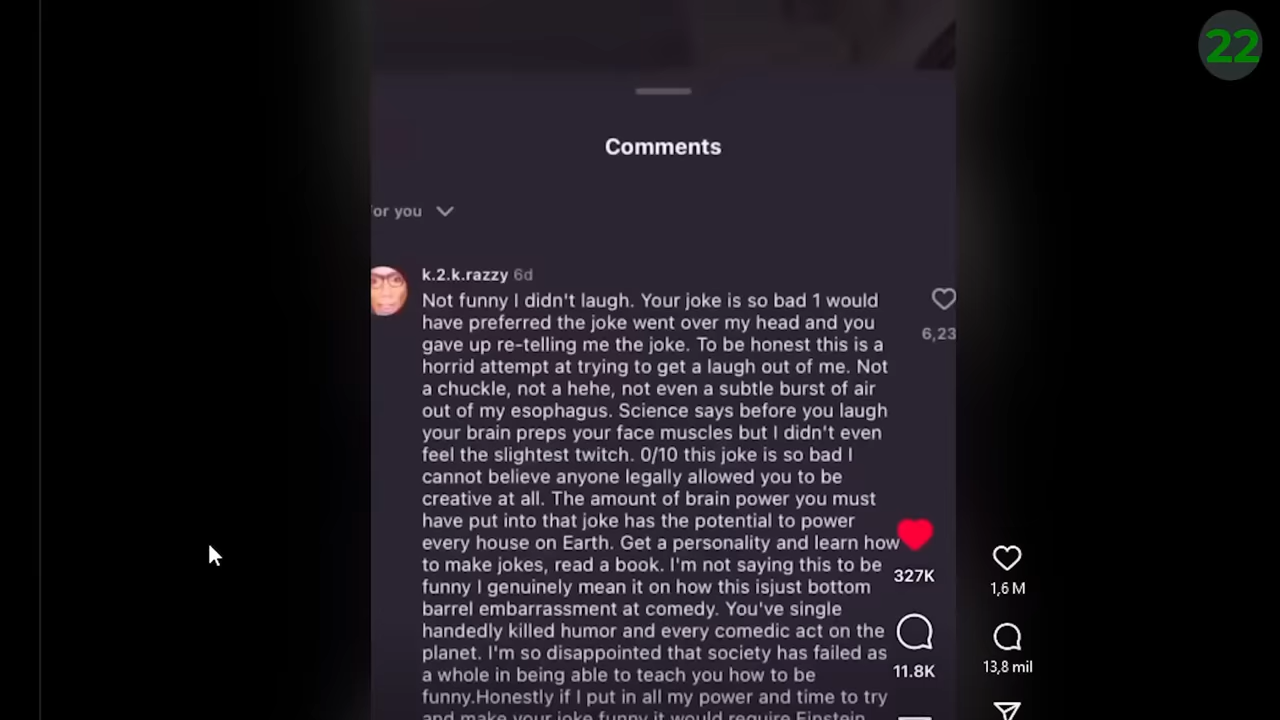 22
Comments
or you
k.2.k.razzy 6d
Not funny I didn't laugh. Your joke is so bad 1 would
have preferred the joke went over my head and you
gave up re-telling me the joke. To be honest this is a
horrid attempt at trying to get a laugh out of me. Not
a chuckle, not a hehe, not even a subtle burst of air
out of my esophagus. Science says before you laugh
your brain preps your face muscles but I didn't even
feel the slightest twitch. 0/10 this joke is so bad I
cannot believe anyone legally allowed you to be
creative at all. The amount of brain power you must
have put into that joke has the potential to power
every house on Earth. Get a personality and learn how
to make jokes, read a book. I'm not saying this to be
funny I genuinely mean it on how this isjust bottom
barrel embarrassment at comedy. You've single
handedly killed humor and every comedic act on the
planet. I'm so disappointed that society has failed as
a whole in being able to teach you how to be
funny.Honestly if I put in all my power and time to try
and make your joke funny it would require Einstein
6,23
327K
11.8K
1,6 M
13,8 mil